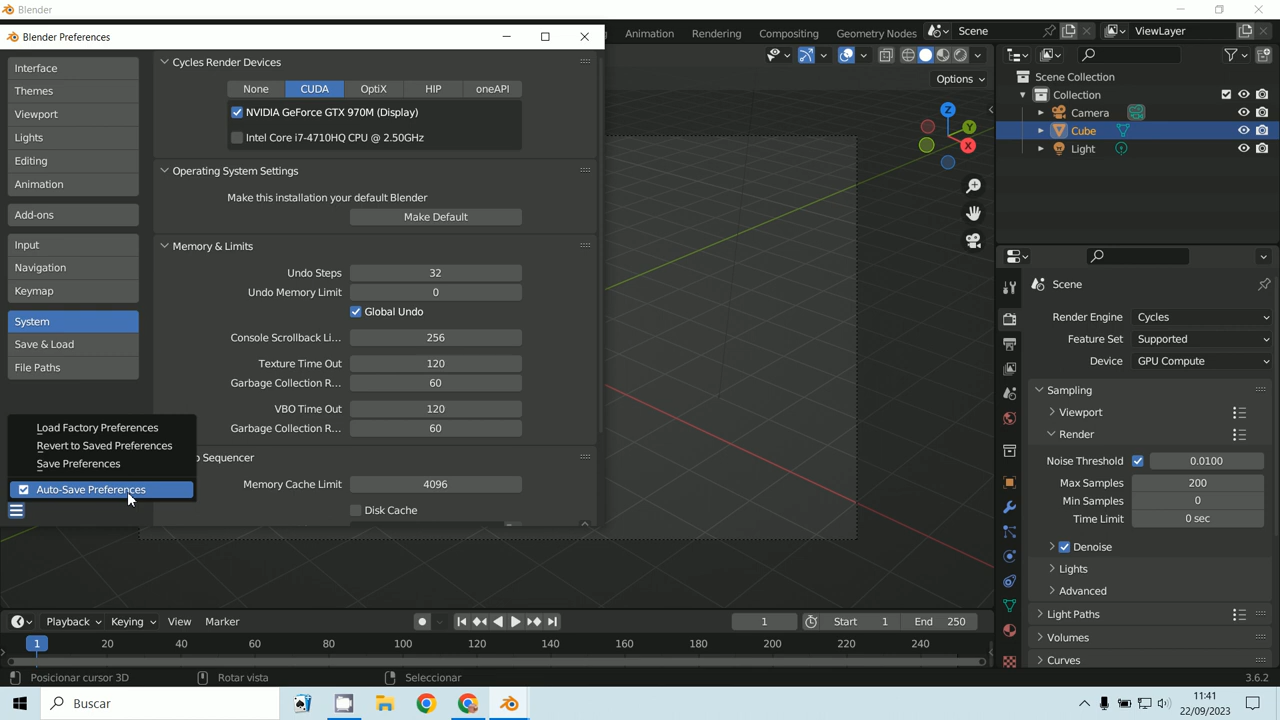 Blender
Blender Preferences
Animation
Rendering
Compositing
Geometry Nodes
Scene
ViewLayer
Options
Interface
Themes
Viewport
Lights
Editing
Animation
Add-ons
Input
Navigation
Keymap
System
Save & Load
File Paths
Load Factory Preferences
Revert to Saved Preferences
Save Preferences
Auto-Save Preferences
Cycles Render Devices
None
CUDA
OptiX
HIP
oneAPI
NVIDIA GeForce GTX 970M (Display)
Intel Core i7-4710HQ CPU @ 2.50GHz
Operating System Settings
Make this installation your default Blender
Make Default
Memory & Limits
Undo Steps 32
Undo Memory Limit 0
Global Undo
Console Scrollback Li... 256
Texture Time Out 120
Garbage Collection R... 60
VBO Time Out 120
Garbage Collection R... 60
Sequencer
Memory Cache Limit 4096
Disk Cache
Z
Y
X
Scene Collection
Collection
Camera
Cube
Light
Scene
Render Engine Cycles
Feature Set Supported
Device GPU Compute
Sampling
Viewport
Render
Noise Threshold 0.0100
Max Samples 200
Min Samples 0
Time Limit 0 sec
Denoise
Lights
Advanced
Light Paths
Volumes
Curves
Playback
Keying
View
Marker
1
Start 1
End 250
1 20 40 60 80 100 120 140 160 180 200 220 240
Posicionar cursor 3D
Rotar vista
Seleccionar
3.6.2
Buscar
11:41
22/09/2023